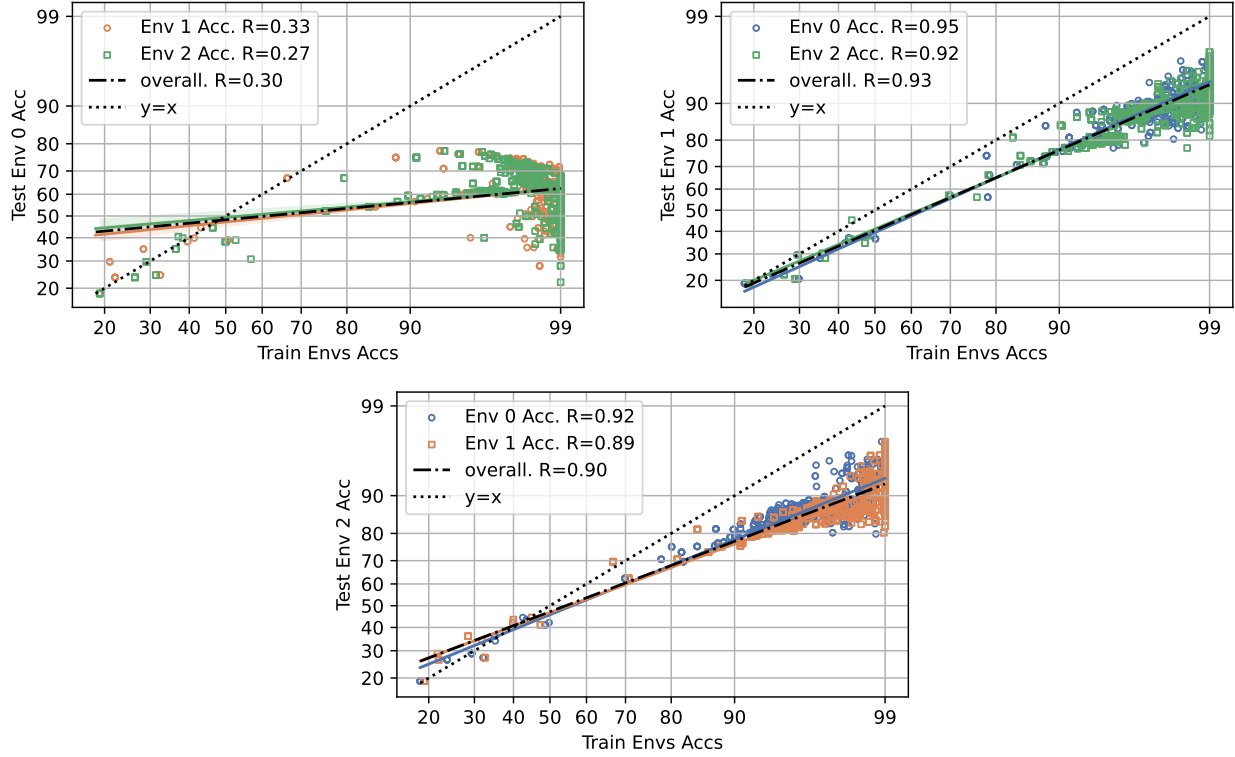 Env 1 Acc. R=0.33
Env 2 Acc. R=0.27
overall. R=0.30
y=x
99
90
80
70
60
50
40
30
20
Test Env 0 Acc
20 30 40 50 60 70 80 90 99
Train Envs Accs
Env 0 Acc. R=0.95
Env 2 Acc. R=0.92
overall. R=0.93
y=x
99
90
80
70
60
50
40
30
20
Test Env 1 Acc
20 30 40 50 60 70 80 90 99
Train Envs Accs
Env 0 Acc. R=0.92
Env 1 Acc. R=0.89
overall. R=0.90
y=x
99
90
80
70
60
50
40
30
20
Test Env 2 Acc
20 30 40 50 60 70 80 90 99
Train Envs Accs